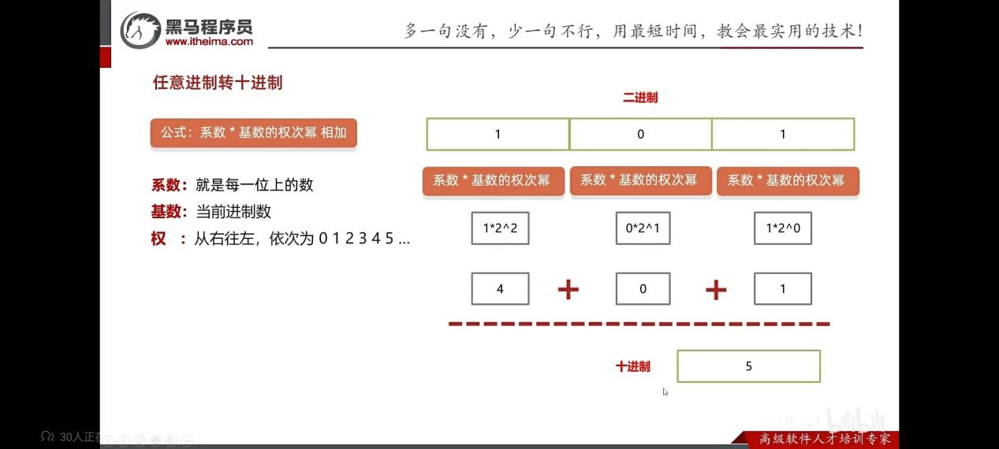 黑马程序员
www.itheima.com
多一句没有，少一句不行，用最短时间，教会最实用的技术！
任意进制转十进制
二进制
公式：系数 * 基数的权次幂 相加
1 0 1
系数 * 基数的权次幂 系数 * 基数的权次幂 系数 * 基数的权次幂
系数：就是每一位上的数
基数：当前进制数
权 ：从右往左，依次为 0 1 2 3 4 5 ...
1*2^2 0*2^1 1*2^0
4 + 0 + 1
十进制 5
bilibili
30人正在
高级软件人才培训专家